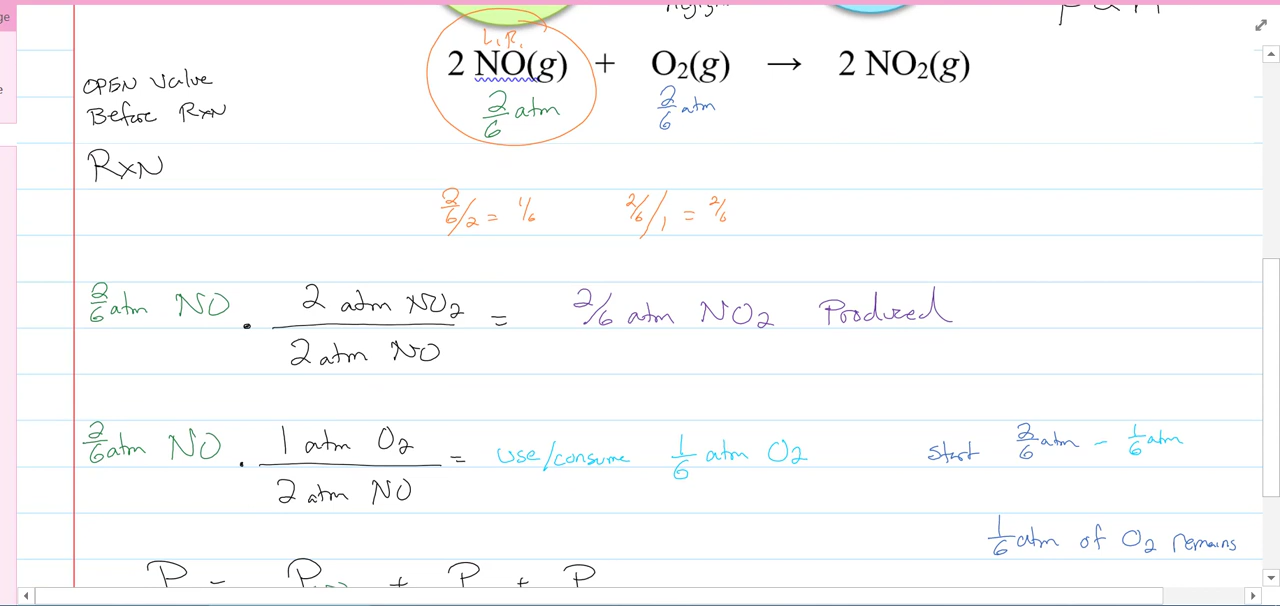 L.R.
2 NO(g) + O₂(g) → 2 NO₂(g)
OPEN Valve
Before RXN
2/6 atm 2/6 atm
RXN
2/6/2 = 1/6 2/6/1 = 2/6
2/6 atm NO · 2 atm NO₂ / 2 atm NO = 2/6 atm NO₂ Produced
2/6 atm NO · 1 atm O₂ / 2 atm NO = use/consume 1/6 atm O₂ start 2/6 atm - 1/6 atm
1/6 atm of O₂ remains
P = P + P + P